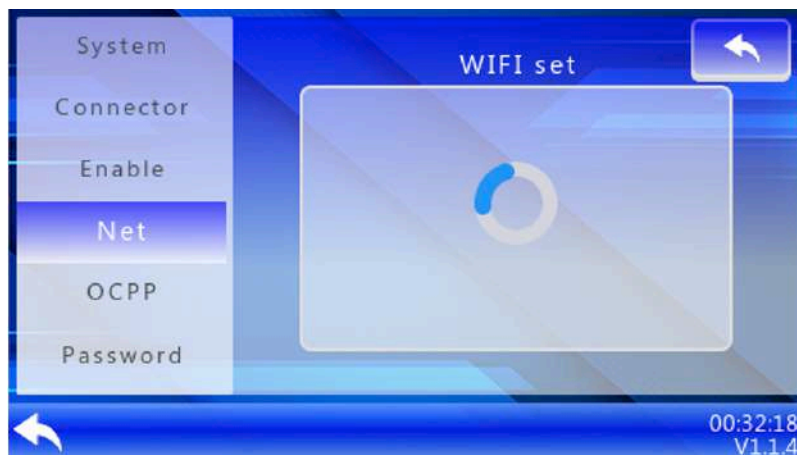 System
Connector
Enable
Net
OCPP
Password
WIFI set
00:32:18
V1.1.4